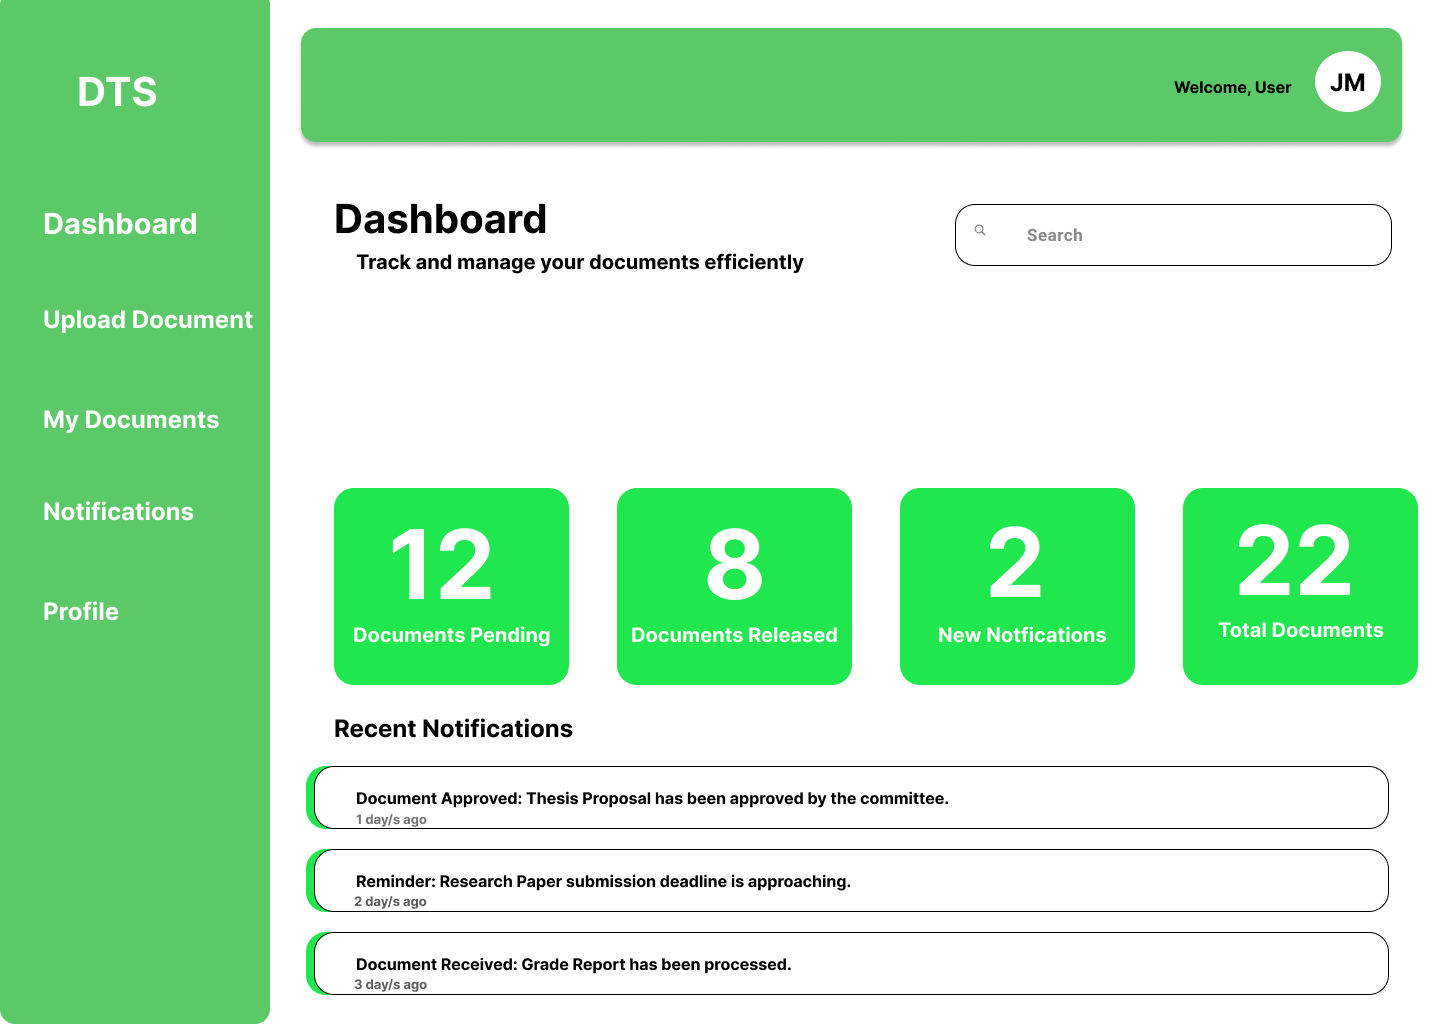 DTS
Dashboard
Upload Document
My Documents
Notifications
Profile
Welcome, User
JM
Dashboard
Track and manage your documents efficiently
Search
12
Documents Pending
8
Documents Released
2
New Notfications
22
Total Documents
Recent Notifications
Document Approved: Thesis Proposal has been approved by the committee.
1 day/s ago
Reminder: Research Paper submission deadline is approaching.
2 day/s ago
Document Received: Grade Report has been processed.
3 day/s ago